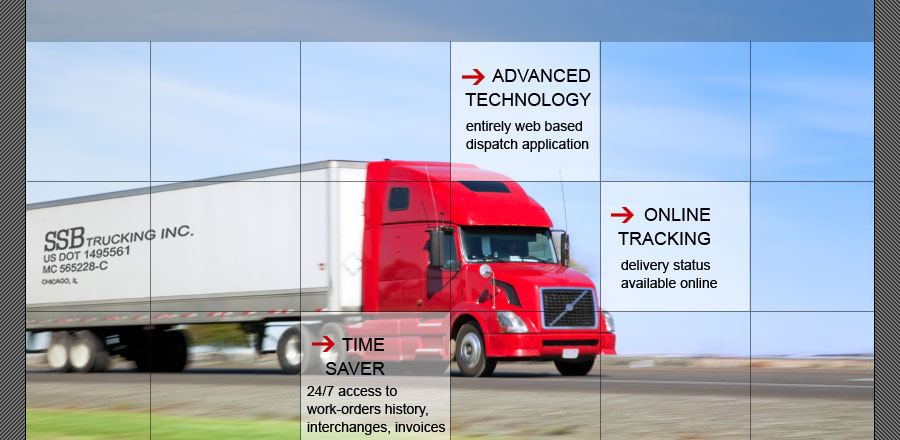 ADVANCED
TECHNOLOGY
entirely web based
dispatch application
ONLINE
TRACKING
delivery status
available online
SSB TRUCKING INC.
US DOT 1495561
MC 565228-C
CHICAGO, IL
TIME
SAVER
24/7 access to
work-orders history,
interchanges, invoices